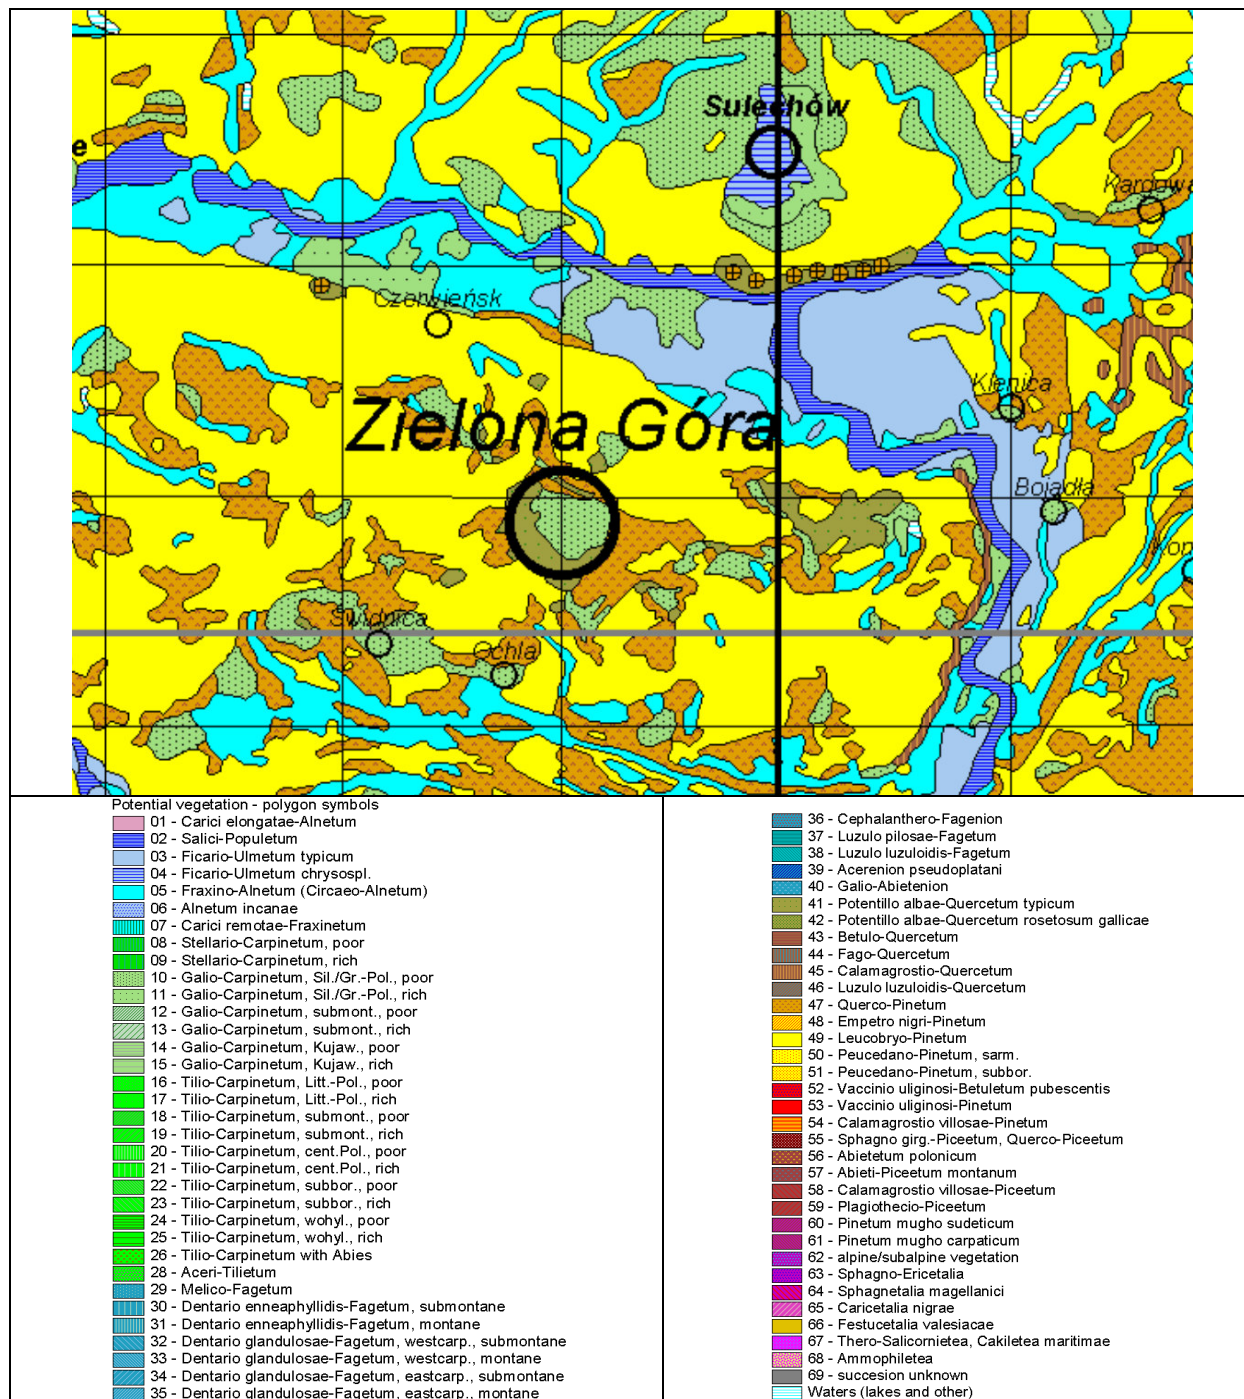 Sulechów
e
Kargowa
Czerwieńsk
Klenica
Zielona Góra
Bojadła
Kon
Świdnica
Ochla
Potential vegetation - polygon symbols
01 - Carici elongatae-Alnetum
02 - Salici-Populetum
03 - Ficario-Ulmetum typicum
04 - Ficario-Ulmetum chrysospl.
05 - Fraxino-Alnetum (Circaeo-Alnetum)
06 - Alnetum incanae
07 - Carici remotae-Fraxinetum
08 - Stellario-Carpinetum, poor
09 - Stellario-Carpinetum, rich
10 - Galio-Carpinetum, Sil./Gr.-Pol., poor
11 - Galio-Carpinetum, Sil./Gr.-Pol., rich
12 - Galio-Carpinetum, submont., poor
13 - Galio-Carpinetum, submont., rich
14 - Galio-Carpinetum, Kujaw., poor
15 - Galio-Carpinetum, Kujaw., rich
16 - Tilio-Carpinetum, Litt.-Pol., poor
17 - Tilio-Carpinetum, Litt.-Pol., rich
18 - Tilio-Carpinetum, submont., poor
19 - Tilio-Carpinetum, submont., rich
20 - Tilio-Carpinetum, cent.Pol., poor
21 - Tilio-Carpinetum, cent.Pol., rich
22 - Tilio-Carpinetum, subbor., poor
23 - Tilio-Carpinetum, subbor., rich
24 - Tilio-Carpinetum, wohyl., poor
25 - Tilio-Carpinetum, wohyl., rich
26 - Tilio-Carpinetum with Abies
28 - Aceri-Tilietum
29 - Melico-Fagetum
30 - Dentario enneaphyllidis-Fagetum, submontane
31 - Dentario enneaphyllidis-Fagetum, montane
32 - Dentario glandulosae-Fagetum, westcarp., submontane
33 - Dentario glandulosae-Fagetum, westcarp., montane
34 - Dentario glandulosae-Fagetum, eastcarp., submontane
35 - Dentario glandulosae-Fagetum, eastcarp., montane
36 - Cephalanthero-Fagenion
37 - Luzulo pilosae-Fagetum
38 - Luzulo luzuloidis-Fagetum
39 - Acerenion pseudoplatani
40 - Galio-Abietenion
41 - Potentillo albae-Quercetum typicum
42 - Potentillo albae-Quercetum rosetosum gallicae
43 - Betulo-Quercetum
44 - Fago-Quercetum
45 - Calamagrostio-Quercetum
46 - Luzulo luzuloidis-Quercetum
47 - Querco-Pinetum
48 - Empetro nigri-Pinetum
49 - Leucobryo-Pinetum
50 - Peucedano-Pinetum, sarm.
51 - Peucedano-Pinetum, subbor.
52 - Vaccinio uliginosi-Betuletum pubescentis
53 - Vaccinio uliginosi-Pinetum
54 - Calamagrostio villosae-Pinetum
55 - Sphagno girg.-Piceetum, Querco-Piceetum
56 - Abietetum polonicum
57 - Abieti-Piceetum montanum
58 - Calamagrostio villosae-Piceetum
59 - Plagiothecio-Piceetum
60 - Pinetum mugho sudeticum
61 - Pinetum mugho carpaticum
62 - alpine/subalpine vegetation
63 - Sphagno-Ericetalia
64 - Sphagnetalia magellanici
65 - Caricetalia nigrae
66 - Festucetalia valesiacae
67 - Thero-Salicornietea, Cakiletea maritimae
68 - Ammophiletea
69 - succesion unknown
Waters (lakes and other)